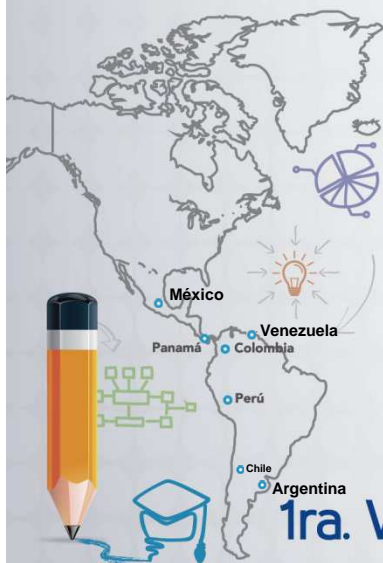 México
Venezuela
Panamá
Colombia
Perú
Chile
Argentina
1ra.